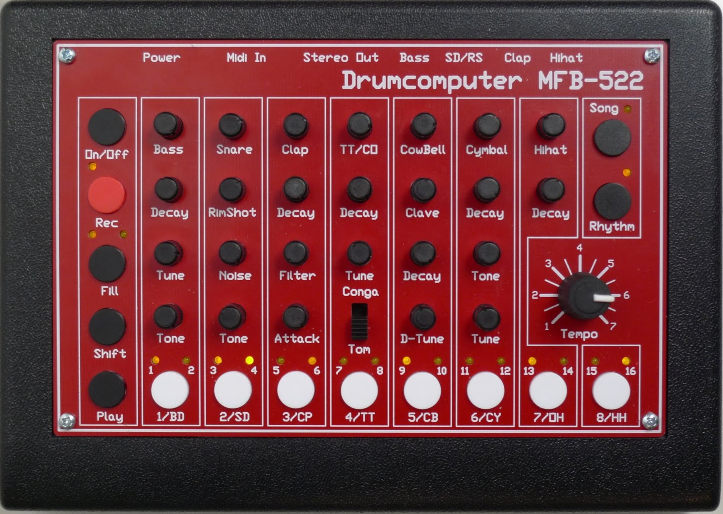 Power Midi In Stereo Out Bass SD/RS Clap Hihat
Drumcomputer MFB-522
Song
On/Off Bass Snare Clap TT/CO CowBell Cymbal Hihat
Rec Decay RimShot Decay Decay Clave Decay Decay Rhythm
Fill Tune Noise Filter Tune Decay Tone
Conga
1 2 3 4 5 6 7
Tempo
Shift Tone Tone Attack D-Tune Tune
Tom
1 2 3 4 5 6 7 8 9 10 11 12 13 14 15 16
Play 1/BD 2/SD 3/CP 4/TT 5/CB 6/CY 7/OH 8/HH